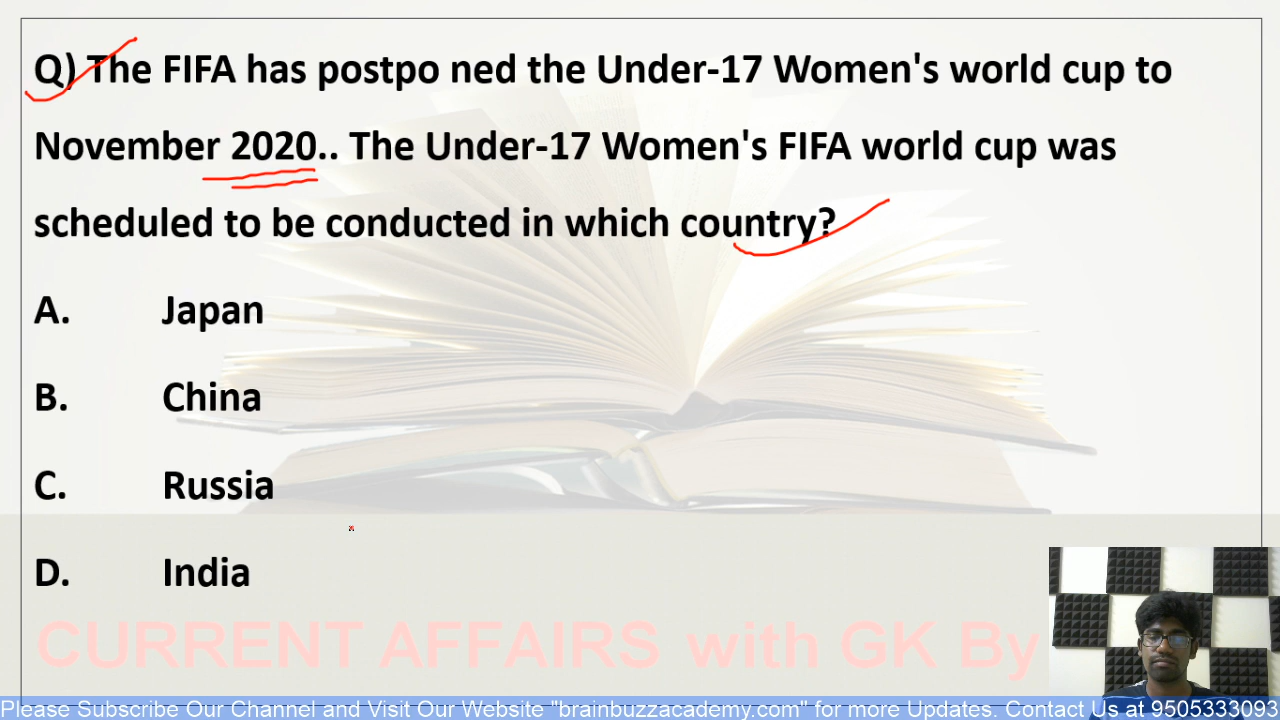 Q) The FIFA has postpo ned the Under-17 Women's world cup to
November 2020.. The Under-17 Women's FIFA world cup was
scheduled to be conducted in which country?
A. Japan
B. China
C. Russia
D. India
CURRENT AFFAIRS with GK By
Please Subscribe Our Channel and Visit Our Website "brainbuzzacademy.com" for more Updates. Contact Us at 9505333093